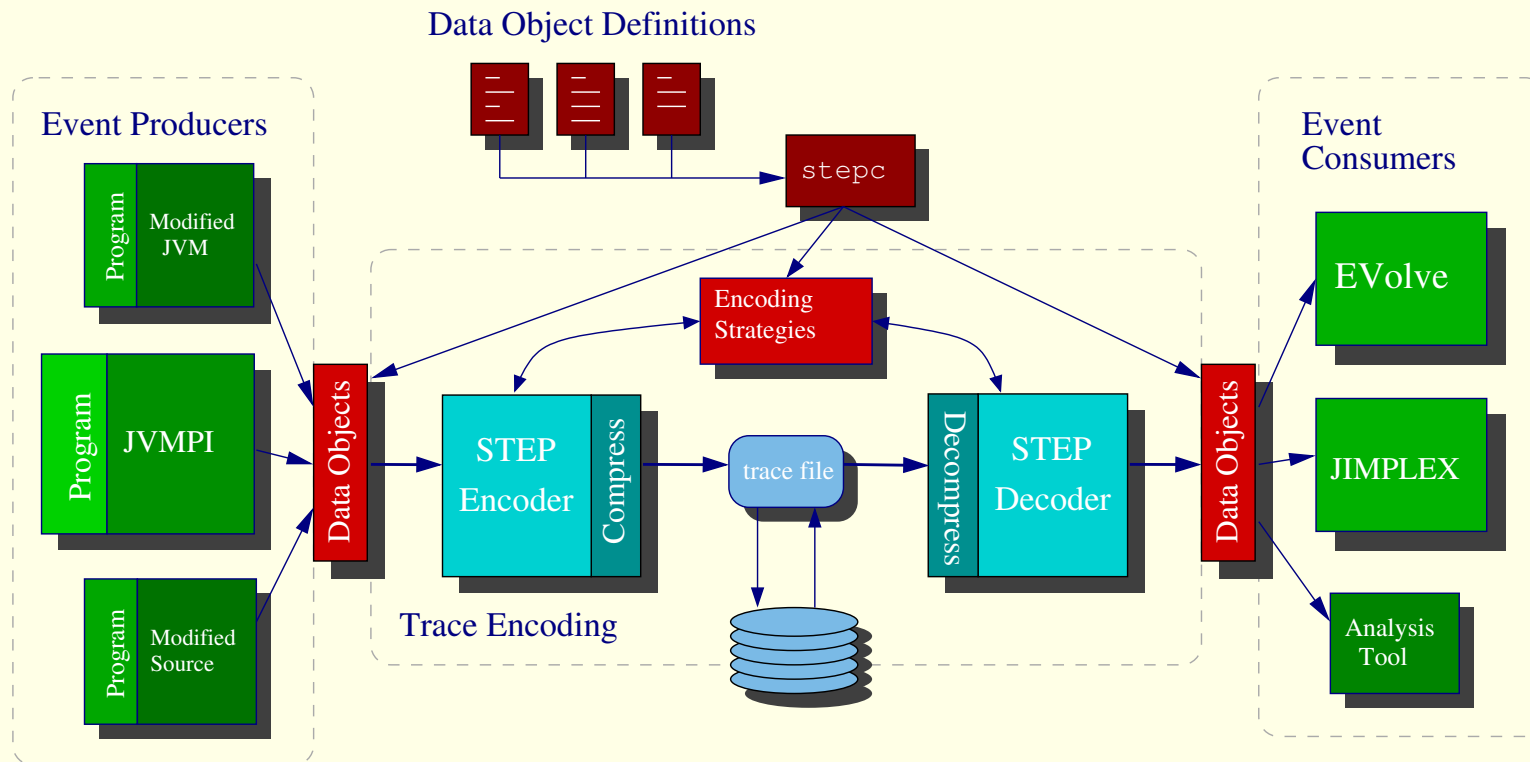 Data Object Definitions
Event Producers
Event
Consumers
stepc
Program
Modified
JVM
Encoding
Strategies
EVolve
Program
JVMPI
Data Objects
STEP
Encoder
Compress
trace file
Decompress
STEP
Decoder
Data Objects
JIMPLEX
Program
Modified
Source
Trace Encoding
Analysis
Tool